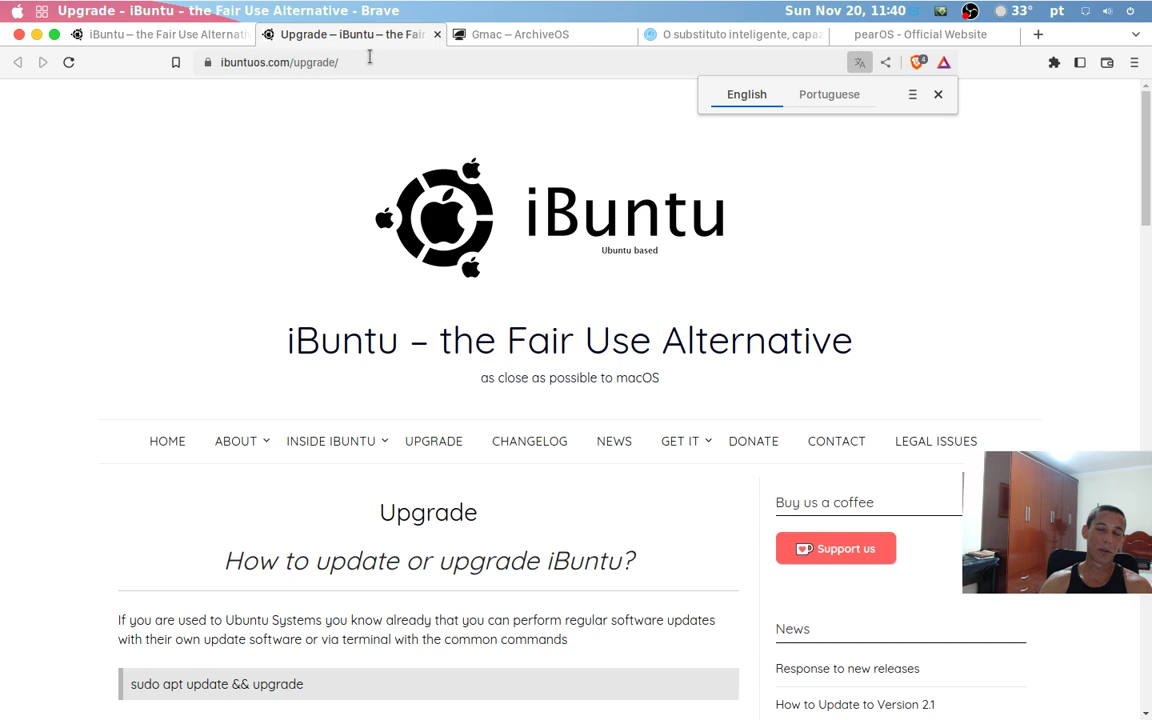 Upgrade – iBuntu – the Fair Use Alternative - Brave
Sun Nov 20, 11:40
33°
pt
iBuntu – the Fair Use Alternativ
Upgrade – iBuntu – the Fair
Gmac – ArchiveOS
O substituto inteligente, capaz
pearOS - Official Website
ibuntuos.com/upgrade/
4
English
Portuguese
iBuntu
Ubuntu based
iBuntu – the Fair Use Alternative
as close as possible to macOS
HOME
ABOUT
INSIDE IBUNTU
UPGRADE
CHANGELOG
NEWS
GET IT
DONATE
CONTACT
LEGAL ISSUES
Upgrade
How to update or upgrade iBuntu?
If you are used to Ubuntu Systems you know already that you can perform regular software updates
with their own update software or via terminal with the common commands
sudo apt update && upgrade
Buy us a coffee
Support us
News
Response to new releases
How to Update to Version 2.1